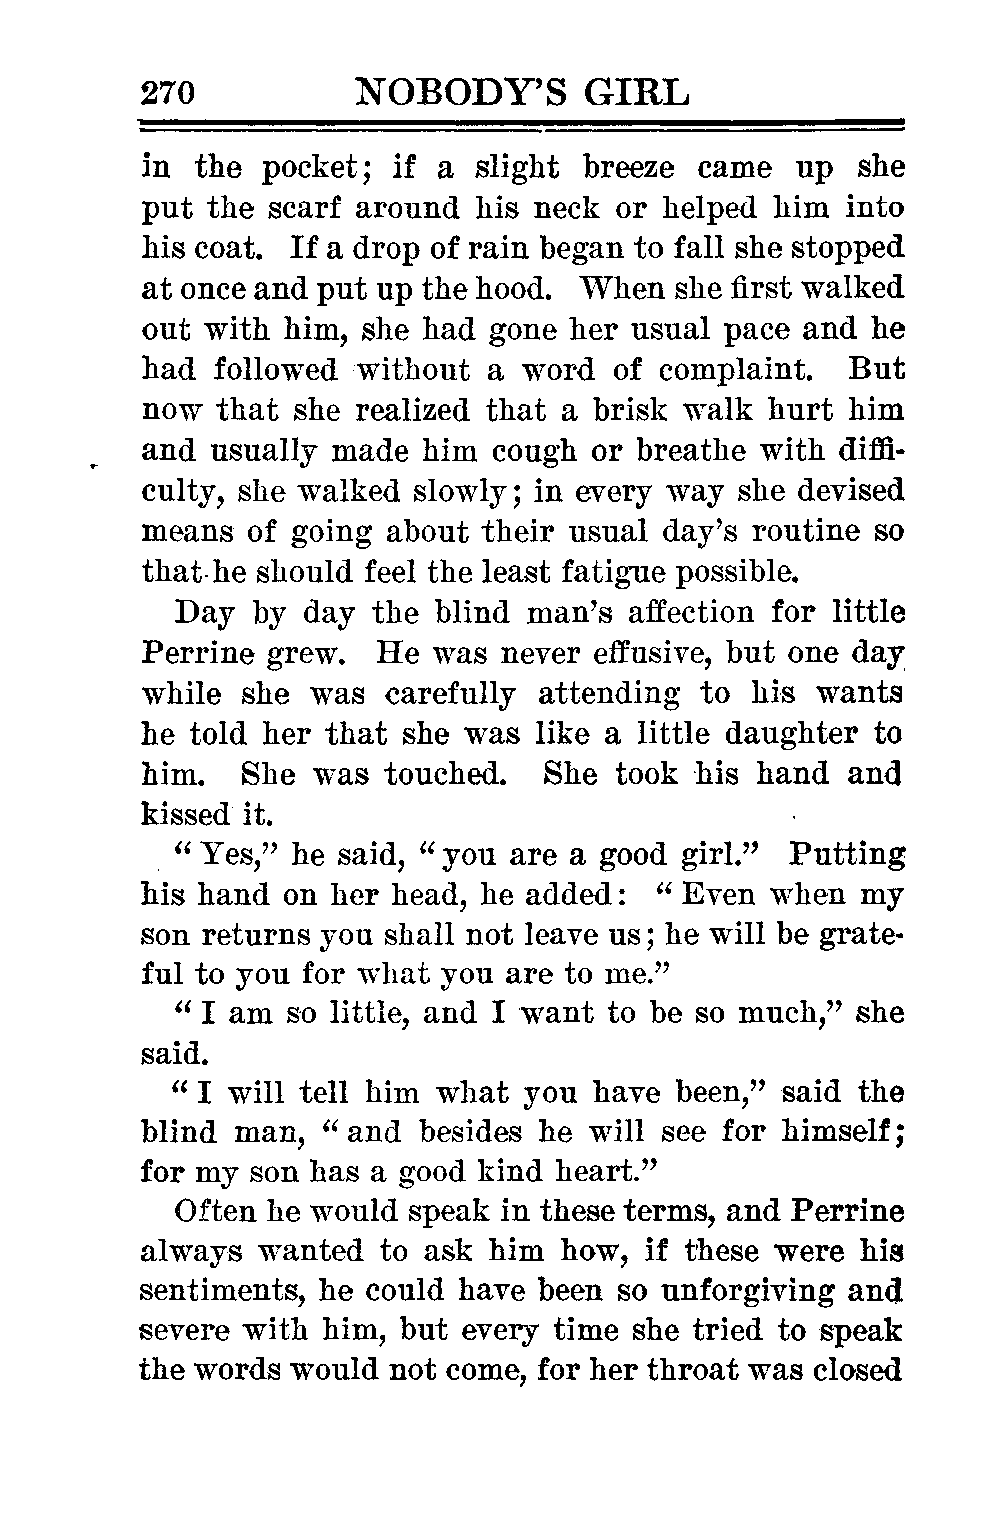 270 NOBODY'S GIRL
in the pocket; if a slight breeze came up she
put the scarf around his neck or helped him into
his coat. If a drop of rain began to fall she stopped
at once and put up the hood. When she first walked
out with him, she had gone her usual pace and he
had followed without a word of complaint. But
now that she realized that a brisk walk hurt him
and usually made him cough or breathe with diffi-
culty, she walked slowly; in every way she devised
means of going about their usual day's routine so
that he should feel the least fatigue possible.
Day by day the blind man's affection for little
Perrine grew. He was never effusive, but one day
while she was carefully attending to his wants
he told her that she was like a little daughter to
him. She was touched. She took his hand and
kissed it.
"Yes," he said, "you are a good girl." Putting
his hand on her head, he added: "Even when my
son returns you shall not leave us; he will be grate-
ful to you for what you are to me."
"I am so little, and I want to be so much," she
said.
"I will tell him what you have been," said the
blind man, "and besides he will see for himself;
for my son has a good kind heart."
Often he would speak in these terms, and Perrine
always wanted to ask him how, if these were his
sentiments, he could have been so unforgiving and
severe with him, but every time she tried to speak
the words would not come, for her throat was closed